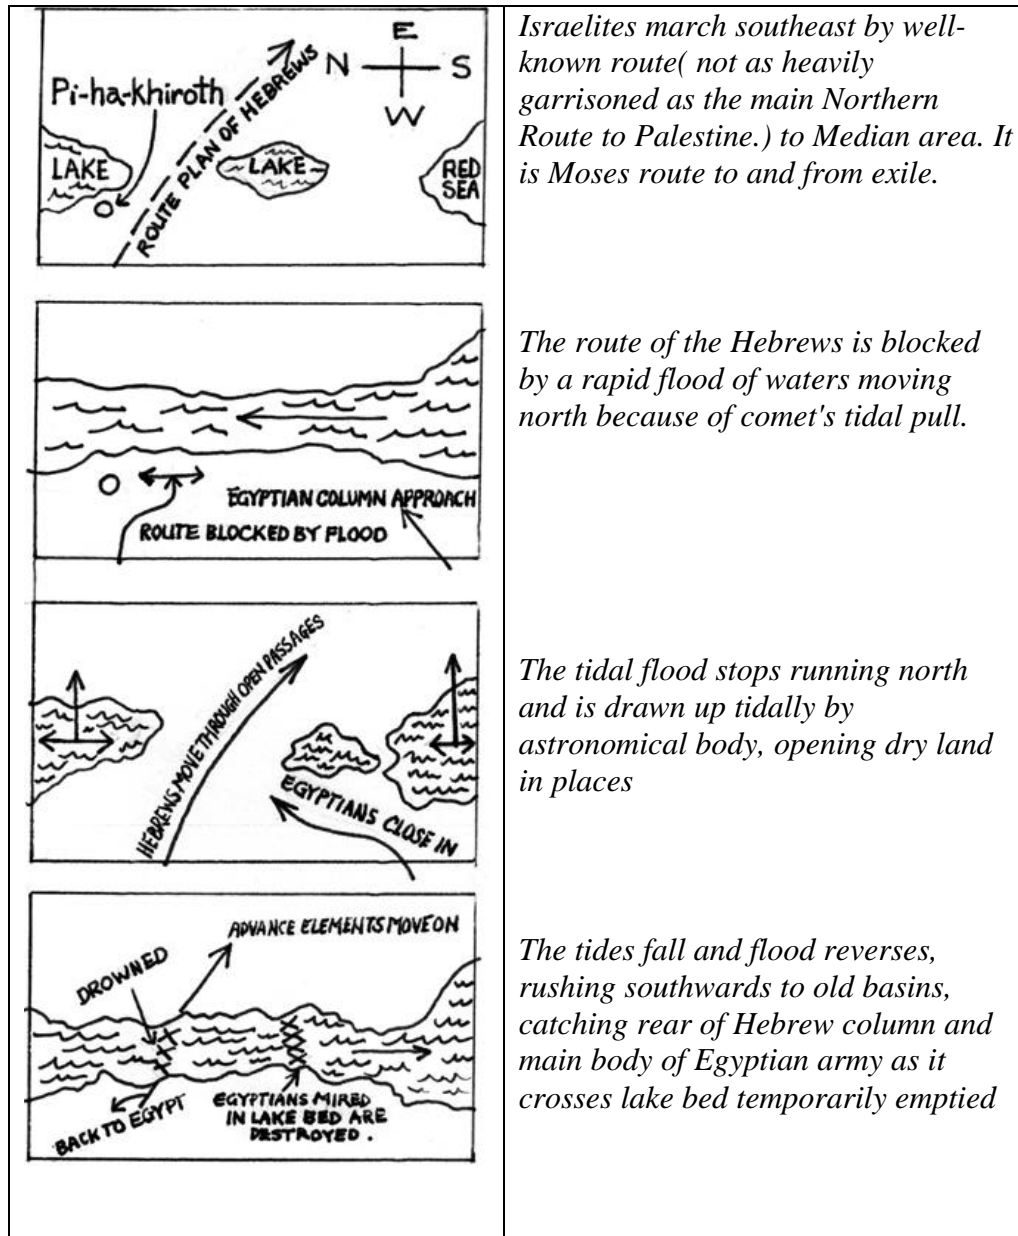 E
N S
W
Pi-ha-khiroth
ROUTE PLAN OF HEBREWS
LAKE
LAKE
RED
SEA
Israelites march southeast by well-
known route( not as heavily
garrisoned as the main Northern
Route to Palestine.) to Median area. It
is Moses route to and from exile.
EGYPTIAN COLUMN APPROACH
ROUTE BLOCKED BY FLOOD
The route of the Hebrews is blocked
by a rapid flood of waters moving
north because of comet's tidal pull.
HEBREWS MOVE THROUGH OPEN PASSAGES
EGYPTIANS CLOSE IN
The tidal flood stops running north
and is drawn up tidally by
astronomical body, opening dry land
in places
ADVANCE ELEMENTS MOVE ON
DROWNED
BACK TO EGYPT
EGYPTIANS MIRED
IN LAKE BED ARE
DESTROYED.
The tides fall and flood reverses,
rushing southwards to old basins,
catching rear of Hebrew column and
main body of Egyptian army as it
crosses lake bed temporarily emptied